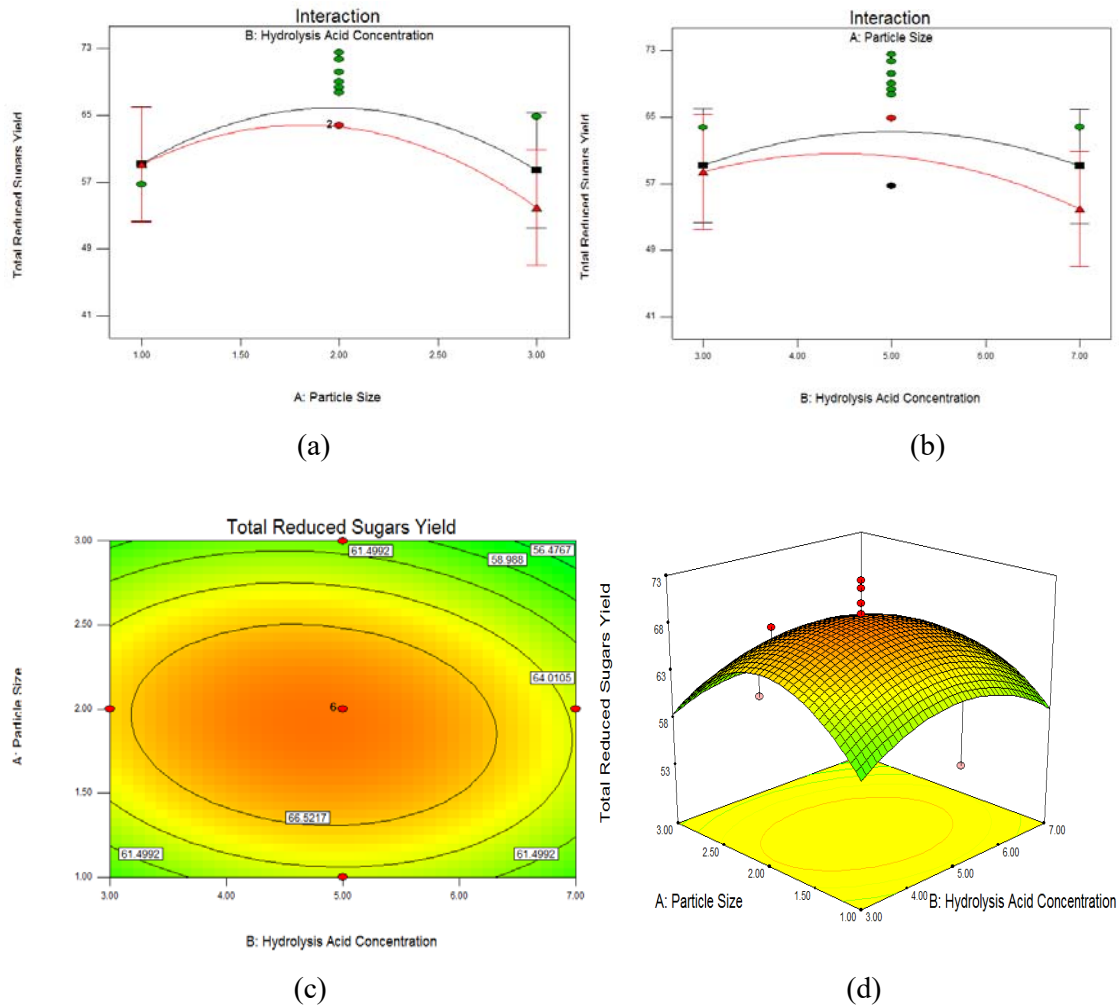 Interaction
B: Hydrolysis Acid Concentration
73
65
57
49
41
Total Reduced Sugars Yield
2
1.00 1.50 2.00 2.50 3.00
A: Particle Size
(a)
Interaction
A: Particle Size
73
65
57
49
41
Total Reduced Sugars Yield
3.00 4.00 5.00 6.00 7.00
B: Hydrolysis Acid Concentration
(b)
Total Reduced Sugars Yield
3.00
2.50
2.00
1.50
1.00
A: Particle Size
61.4992
58.988
56.4767
64.0105
6
66.5217
61.4992
61.4992
3.00 4.00 5.00 6.00 7.00
B: Hydrolysis Acid Concentration
(c)
73
68
63
58
53
Total Reduced Sugars Yield
3.00
2.50
2.00
1.50
1.00
A: Particle Size
3.00
4.00
5.00
6.00
7.00
B: Hydrolysis Acid Concentration
(d)